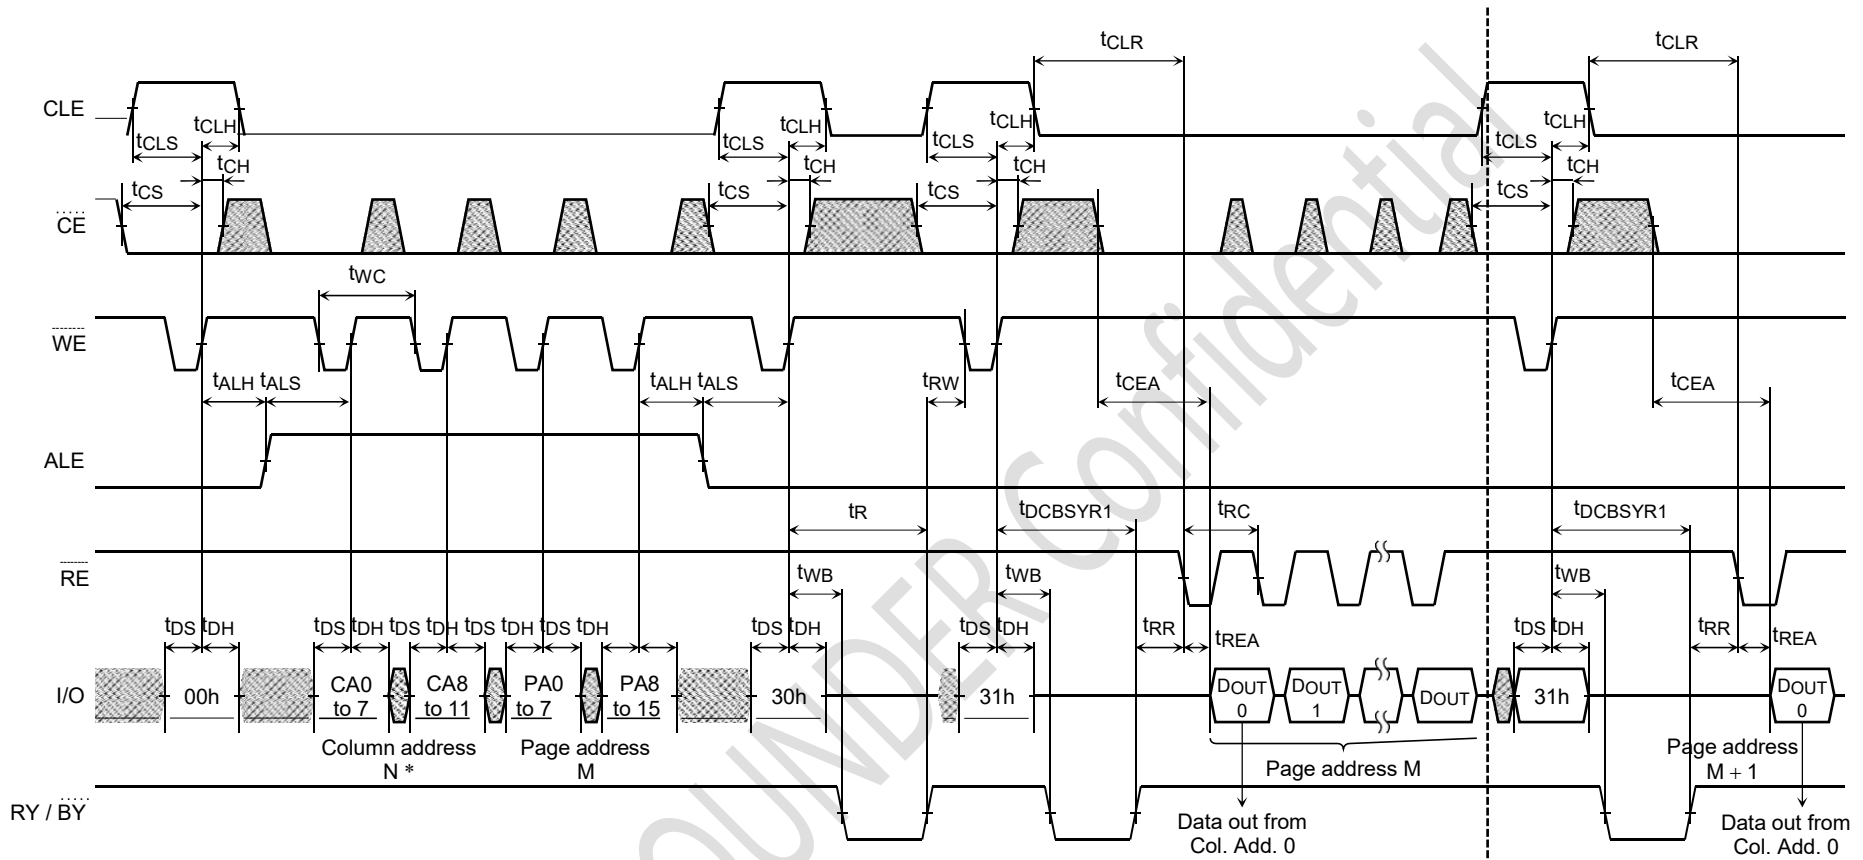 tCLR tCLR
CLE
tCLH tCLH tCLH tCLH
tCLS tCLS tCLS tCLS
tCH tCH tCH tCH
tCS tCS tCS tCS
CE
tWC
WE
tALH tALS tALH tALS tRW tCEA tCEA
ALE
tR tDCBSYR1 tRC tDCBSYR1
RE
tWB tWB tWB
tDS tDH tDS tDH tDS tDH tDS tDH tDS tDH tDS tDH tDS tDH tRR tREA tDS tDH tRR tREA
I/O
00h
CA0
to 7
CA8
to 11
PA0
to 7
PA8
to 15
30h
31h
DOUT
0
DOUT
1
DOUT
31h
DOUT
0
Column address
N *
Page address
M
Page address M
Page address
M + 1
RY / BY
Data out from
Col. Add. 0
Data out from
Col. Add. 0
OUNDER Confidential